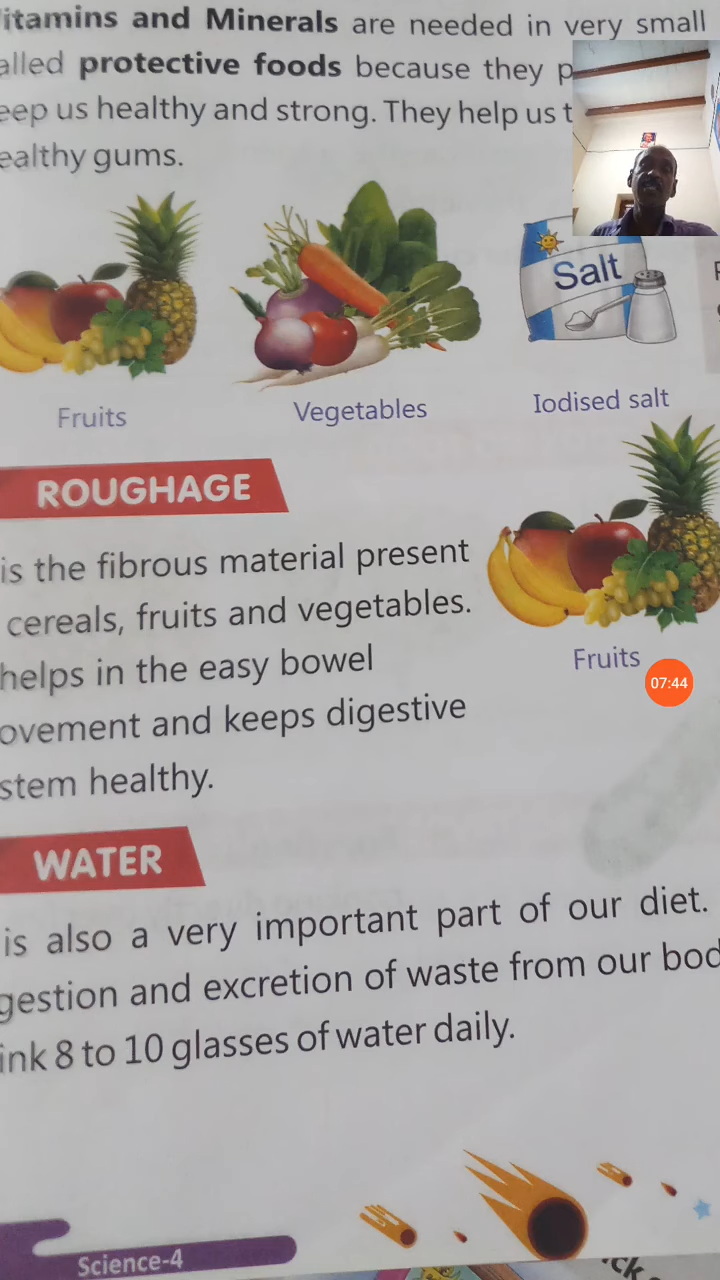 itamins and Minerals are needed in very small
alled protective foods because they p
eep us healthy and strong. They help us t
ealthy gums.
Salt
Fruits
Vegetables
Iodised salt
ROUGHAGE
is the fibrous material present
cereals, fruits and vegetables.
helps in the easy bowel
ovement and keeps digestive
stem healthy.
Fruits
07:44
WATER
is also a very important part of our diet.
gestion and excretion of waste from our bod
ink 8 to 10 glasses of water daily.
Science-4
ck